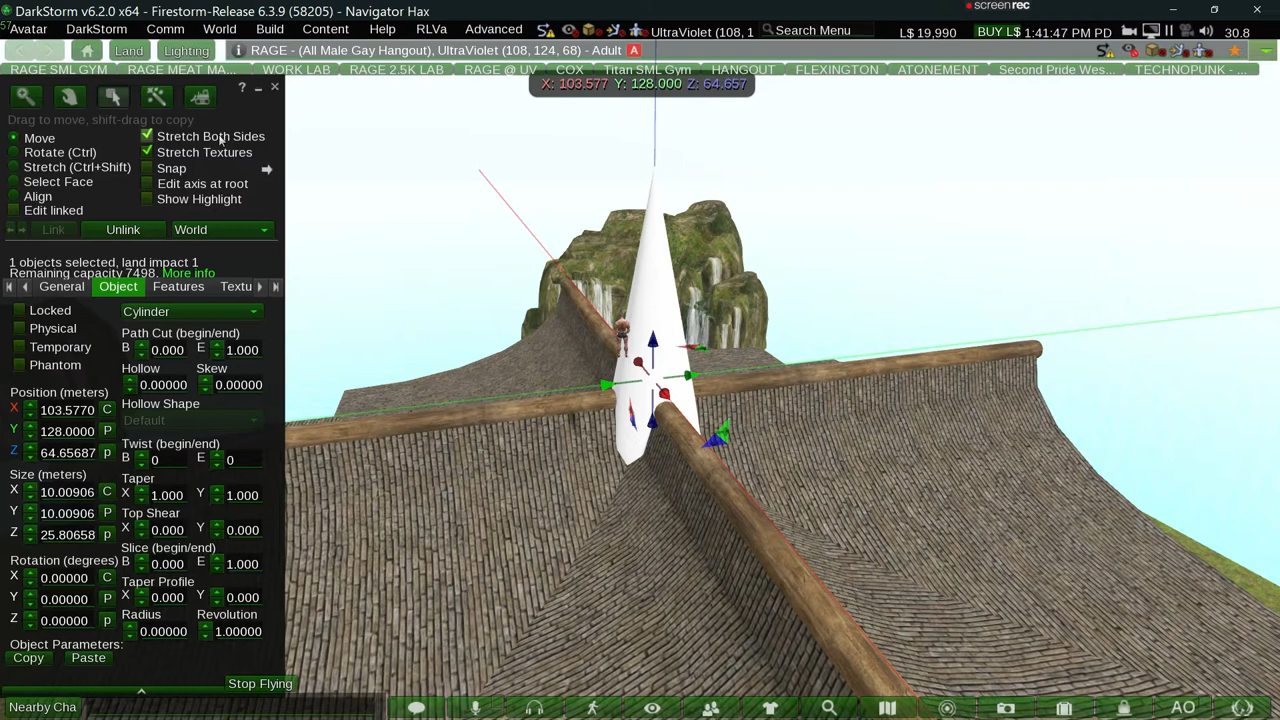 DarkStorm v6.2.0 x64 - Firestorm-Release 6.3.9 (58205) - Navigator Hax
screenrec
57
Avatar DarkStorm Comm World Build Content Help RLVa Advanced UltraViolet (108, 1 Search Menu L$ 19,990 BUY L$ 1:41:47 PM PD 30.8
Land Lighting RAGE - (All Male Gay Hangout), UltraViolet (108, 124, 68) - Adult A
RAGE SML GYM RAGE MEAT MA... WORK LAB RAGE 2.5K LAB RAGE @ UV COX Titan SML Gym HANGOUT FLEXINGTON ATONEMENT Second Pride Wes... TECHNOPUNK - ...
X: 103.577 Y: 128.000 Z: 64.657
Drag to move, shift-drag to copy
Move Stretch Both Sides
Rotate (Ctrl) Stretch Textures
Stretch (Ctrl+Shift) Snap
Select Face Edit axis at root
Align Show Highlight
Edit linked
Link Unlink World
1 objects selected, land impact 1
Remaining capacity 7498. More info
General Object Features Textu
Locked Cylinder
Physical Path Cut (begin/end)
Temporary B 0.000 E 1.000
Phantom Hollow Skew
0.00000 0.00000
Position (meters) Hollow Shape
X 103.5770 C Default
Y 128.0000 P
Z 64.65687 p Twist (begin/end)
B 0 E 0
Size (meters) Taper
X 10.00906 C X 1.000 Y 1.000
Y 10.00906 P Top Shear
Z 25.80658 p X 0.000 Y 0.000
Slice (begin/end)
Rotation (degrees) B 0.000 E 1.000
X 0.00000 C Taper Profile
Y 0.00000 P X 0.000 Y 0.000
Z 0.00000 p Radius Revolution
0.00000 1.00000
Object Parameters:
Copy Paste
Stop Flying
Nearby Cha AO